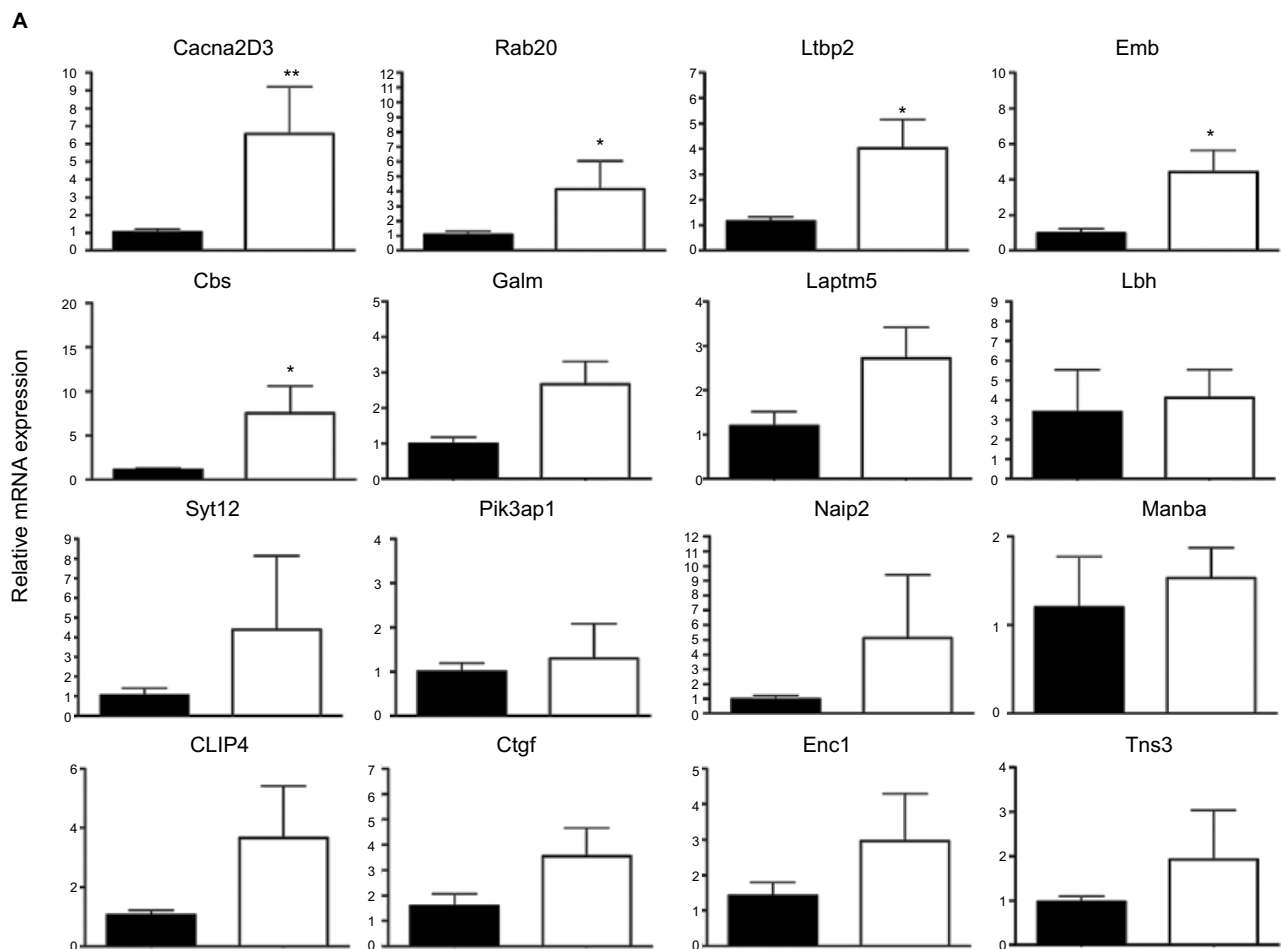 A
Cacna2D3 Rab20 Ltbp2 Emb
10 9 8 7 6 5 4 3 2 1 0
**
12 11 10 9 8 7 6 5 4 3 2 1 0
*
7 6 5 4 3 2 1 0
*
10 8 6 4 2 0
*
Cbs Galm Laptm5 Lbh
20 15 10 5 0
*
5 4 3 2 1 0
4 3 2 1 0
9 8 7 6 5 4 3 2 1 0
Relative mRNA expression
Syt12 Pik3ap1 Naip2 Manba
9 8 7 6 5 4 3 2 1 0
4 3 2 1 0
12 11 10 9 8 7 6 5 4 3 2 1 0
2 1 0
CLIP4 Ctgf Enc1 Tns3
6 4 2 0
7 6 5 4 3 2 1 0
5 4 3 2 1 0
4 3 2 1 0